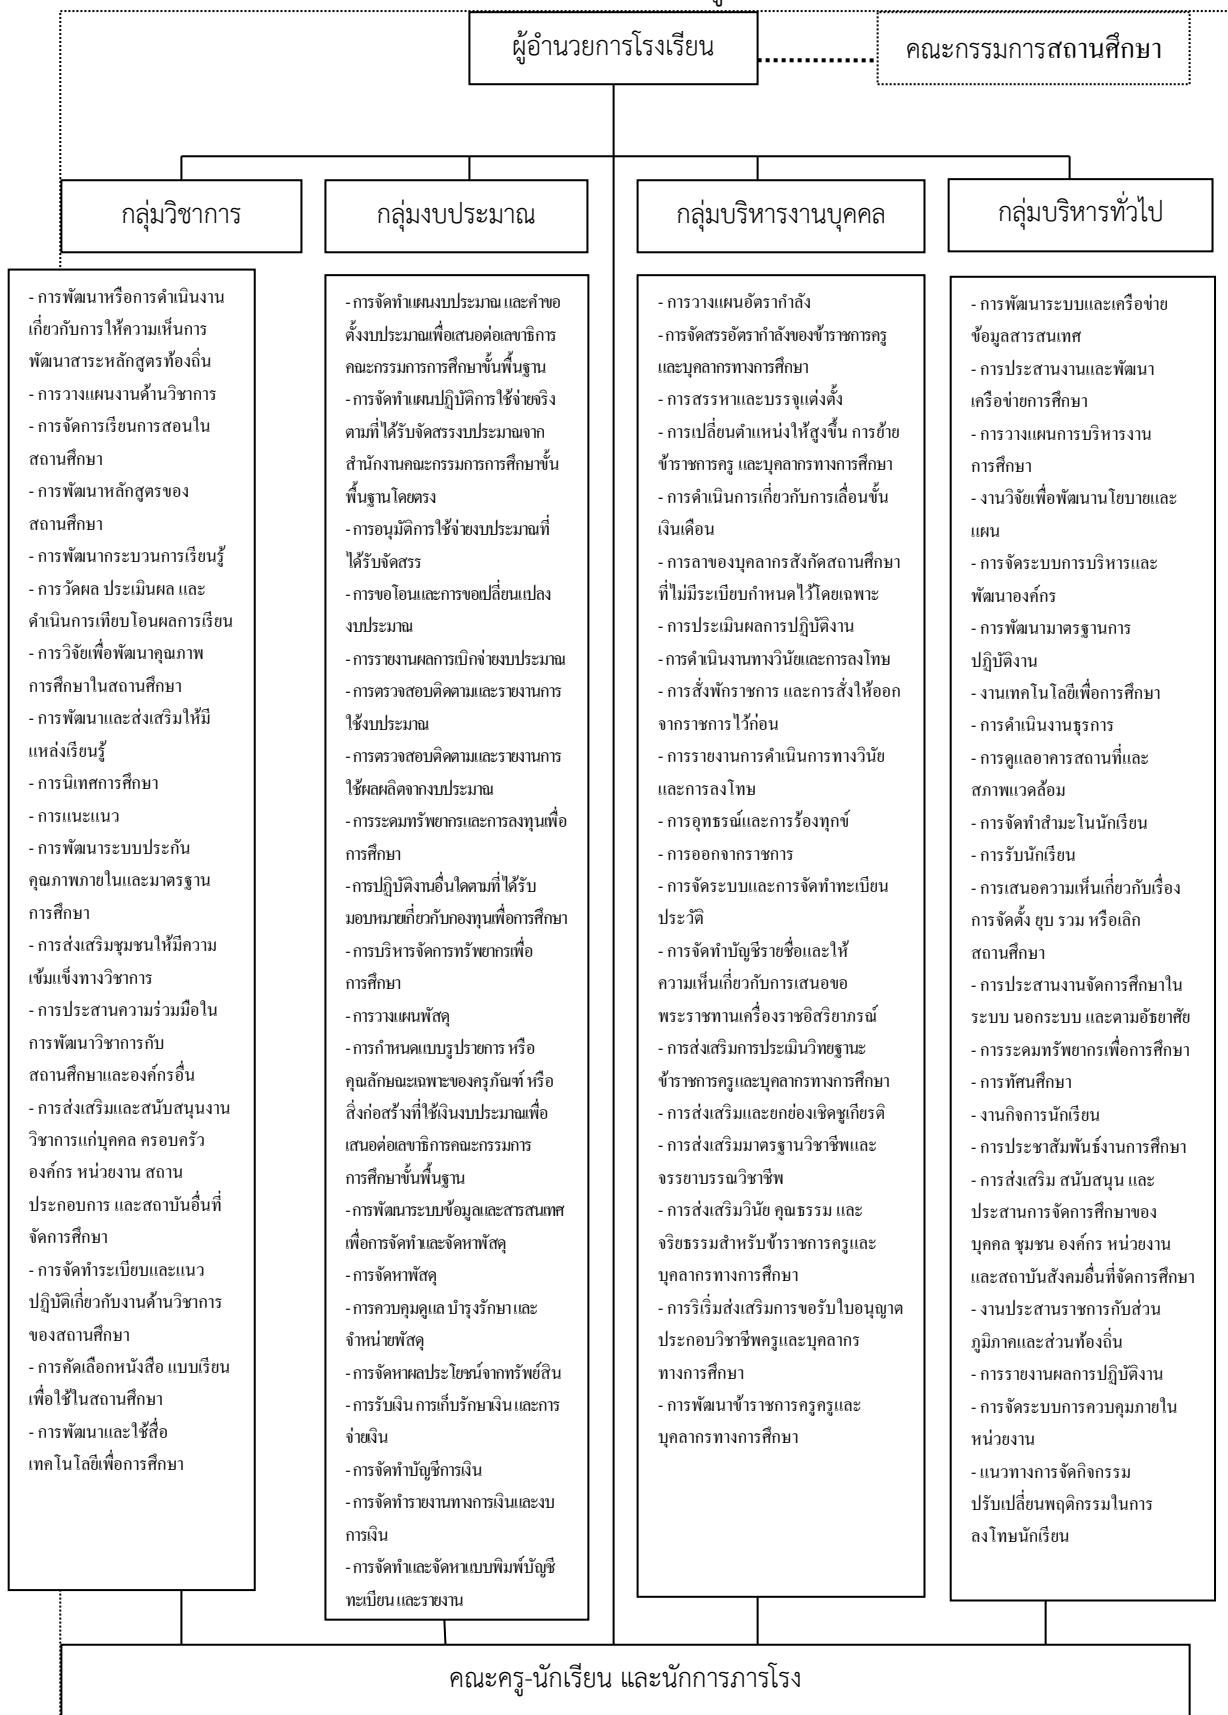 ผู้อำนวยการโรงเรียน
คณะกรรมการสถานศึกษา
กลุ่มวิชาการ
กลุ่มงบประมาณ
กลุ่มบริหารงานบุคคล
กลุ่มบริหารทั่วไป
- การพัฒนาหรือการดำเนินงาน
เกี่ยวกับการให้ความเห็นการ
พัฒนาสาระหลักสูตรท้องถิ่น
- การวางแผนงานด้านวิชาการ
- การจัดการเรียนการสอนใน
สถานศึกษา
- การพัฒนาหลักสูตรของ
สถานศึกษา
- การพัฒนากระบวนการเรียนรู้
- การวัดผล ประเมินผล และ
ดำเนินการเทียบโอนผลการเรียน
- การวิจัยเพื่อพัฒนาคุณภาพ
การศึกษาในสถานศึกษา
- การพัฒนาและส่งเสริมให้มี
แหล่งเรียนรู้
- การนิเทศการศึกษา
- การแนะแนว
- การพัฒนาระบบประกัน
คุณภาพภายในและมาตรฐาน
การศึกษา
- การส่งเสริมชุมชนให้มีความ
เข้มแข็งทางวิชาการ
- การประสานความร่วมมือใน
การพัฒนาวิชาการกับ
สถานศึกษาและองค์กรอื่น
- การส่งเสริมและสนับสนุนงาน
วิชาการแก่บุคคล ครอบครัว
องค์กร หน่วยงาน สถาน
ประกอบการ และสถาบันอื่นที่
จัดการศึกษา
- การจัดทำระเบียบและแนว
ปฏิบัติเกี่ยวกับงานด้านวิชาการ
ของสถานศึกษา
- การคัดเลือกหนังสือ แบบเรียน
เพื่อใช้ในสถานศึกษา
- การพัฒนาและใช้สื่อ
เทคโนโลยีเพื่อการศึกษา
- การจัดทำแผนงบประมาณ และคำขอ
ตั้งงบประมาณเพื่อเสนอต่อเลขาธิการ
คณะกรรมการการศึกษาขั้นพื้นฐาน
- การจัดทำแผนปฏิบัติการใช้จ่ายจริง
ตามที่ได้รับจัดสรรงบประมาณจาก
สำนักงานคณะกรรมการการศึกษาขั้น
พื้นฐานโดยตรง
- การอนุมัติการใช้จ่ายงบประมาณที่
ได้รับจัดสรร
- การขอโอนและการขอเปลี่ยนแปลง
งบประมาณ
- การรายงานผลการเบิกจ่ายงบประมาณ
- การตรวจสอบติดตามและรายงานการ
ใช้งบประมาณ
- การตรวจสอบติดตามและรายงานการ
ใช้ผลผลิตจากงบประมาณ
- การระดมทรัพยากรและการลงทุนเพื่อ
การศึกษา
- การปฏิบัติงานอื่นใดตามที่ได้รับ
มอบหมายเกี่ยวกับกองทุนเพื่อการศึกษา
- การบริหารจัดการทรัพยากรเพื่อ
การศึกษา
- การวางแผนพัสดุ
- การกำหนดแบบรูปรายการ หรือ
คุณลักษณะเฉพาะของครุภัณฑ์ หรือ
สิ่งก่อสร้างที่ใช้เงินงบประมาณเพื่อ
เสนอต่อเลขาธิการคณะกรรมการ
การศึกษาขั้นพื้นฐาน
- การพัฒนาระบบข้อมูลและสารสนเทศ
เพื่อการจัดทำและจัดหาพัสดุ
- การจัดหาพัสดุ
- การควบคุมดูแล บำรุงรักษา และ
จำหน่ายพัสดุ
- การจัดหาผลประโยชน์จากทรัพย์สิน
- การรับเงิน การเก็บรักษาเงิน และการ
จ่ายเงิน
- การจัดทำบัญชีการเงิน
- การจัดทำรายงานทางการเงินและงบ
การเงิน
- การจัดทำและจัดหาแบบพิมพ์บัญชี
ทะเบียน และรายงาน
- การวางแผนอัตรากำลัง
- การจัดสรรอัตรากำลังของข้าราชการครู
และบุคลากรทางการศึกษา
- การสรรหาและบรรจุแต่งตั้ง
- การเปลี่ยนตำแหน่งให้สูงขึ้น การย้าย
ข้าราชการครู และบุคลากรทางการศึกษา
- การดำเนินการเกี่ยวกับการเลื่อนขั้น
เงินเดือน
- การลาของบุคลากรสังกัดสถานศึกษา
ที่ไม่มีระเบียบกำหนดไว้โดยเฉพาะ
- การประเมินผลการปฏิบัติงาน
- การดำเนินงานทางวินัยและการลงโทษ
- การสั่งพักราชการ และการสั่งให้ออก
จากราชการไว้ก่อน
- การรายงานการดำเนินการทางวินัย
และการลงโทษ
- การอุทธรณ์และการร้องทุกข์
- การออกจากราชการ
- การจัดระบบและการจัดทำทะเบียน
ประวัติ
- การจัดทำบัญชีรายชื่อและให้
ความเห็นเกี่ยวกับการเสนอขอ
พระราชทานเครื่องราชอิสริยาภรณ์
- การส่งเสริมการประเมินวิทยฐานะ
ข้าราชการครูและบุคลากรทางการศึกษา
- การส่งเสริมและยกย่องเชิดชูเกียรติ
- การส่งเสริมมาตรฐานวิชาชีพและ
จรรยาบรรณวิชาชีพ
- การส่งเสริมวินัย คุณธรรม และ
จริยธรรมสำหรับข้าราชการครูและ
บุคลากรทางการศึกษา
- การริเริ่มส่งเสริมการขอรับใบอนุญาต
ประกอบวิชาชีพครูและบุคลากร
ทางการศึกษา
- การพัฒนาข้าราชการครูครูและ
บุคลากรทางการศึกษา
- การพัฒนาระบบและเครือข่าย
ข้อมูลสารสนเทศ
- การประสานงานและพัฒนา
เครือข่ายการศึกษา
- การวางแผนการบริหารงาน
การศึกษา
- งานวิจัยเพื่อพัฒนานโยบายและ
แผน
- การจัดระบบการบริหารและ
พัฒนาองค์กร
- การพัฒนามาตรฐานการ
ปฏิบัติงาน
- งานเทคโนโลยีเพื่อการศึกษา
- การดำเนินงานธุรการ
- การดูแลอาคารสถานที่และ
สภาพแวดล้อม
- การจัดทำสำมะโนนักเรียน
- การรับนักเรียน
- การเสนอความเห็นเกี่ยวกับเรื่อง
การจัดตั้ง ยุบ รวม หรือเลิก
สถานศึกษา
- การประสานงานจัดการศึกษาใน
ระบบ นอกระบบ และตามอัธยาศัย
- การระดมทรัพยากรเพื่อการศึกษา
- การทัศนศึกษา
- งานกิจการนักเรียน
- การประชาสัมพันธ์งานการศึกษา
- การส่งเสริม สนับสนุน และ
ประสานการจัดการศึกษาของ
บุคคล ชุมชน องค์กร หน่วยงาน
และสถาบันสังคมอื่นที่จัดการศึกษา
- งานประสานราชการกับส่วน
ภูมิภาคและส่วนท้องถิ่น
- การรายงานผลการปฏิบัติงาน
- การจัดระบบการควบคุมภายใน
หน่วยงาน
- แนวทางการจัดกิจกรรม
ปรับเปลี่ยนพฤติกรรมในการ
ลงโทษนักเรียน
คณะครู-นักเรียน และนักการภารโรง